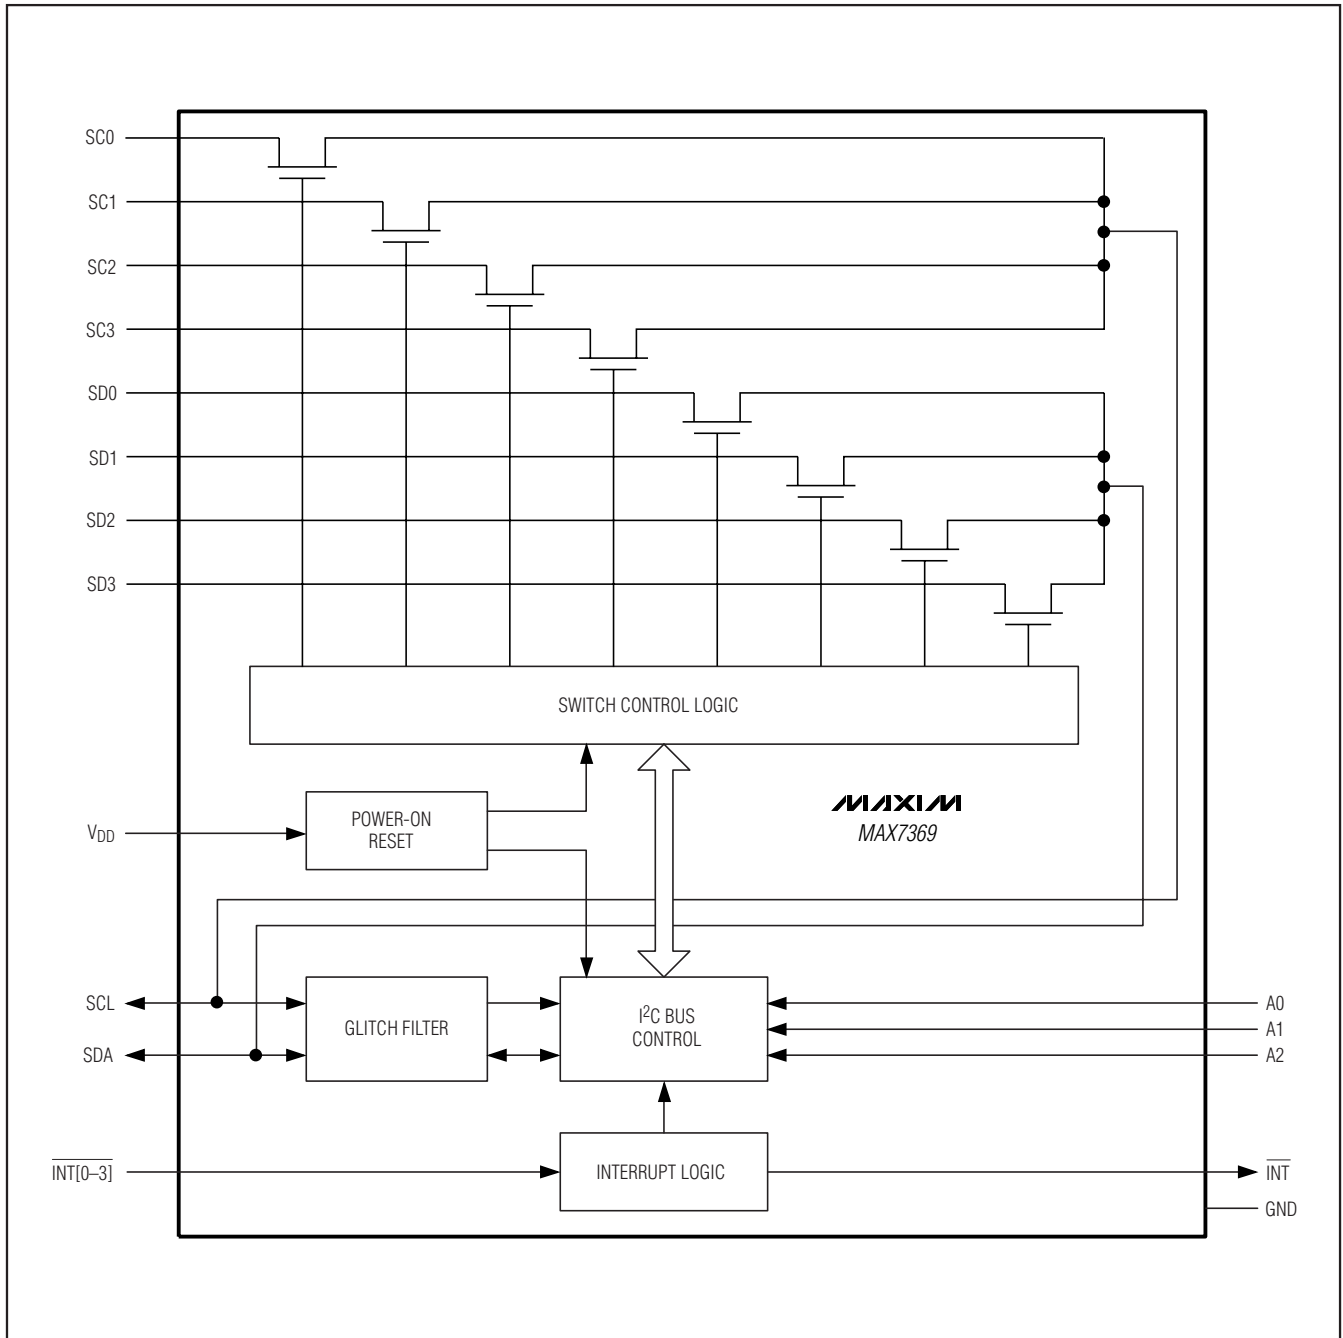 SC0
SC1
SC2
SC3
SD0
SD1
SD2
SD3
SWITCH CONTROL LOGIC
VDD
POWER-ON
RESET
MAXIM
MAX7369
SCL
SDA
GLITCH FILTER
I²C BUS
CONTROL
A0
A1
A2
INT[0–3]
INTERRUPT LOGIC
INT
GND